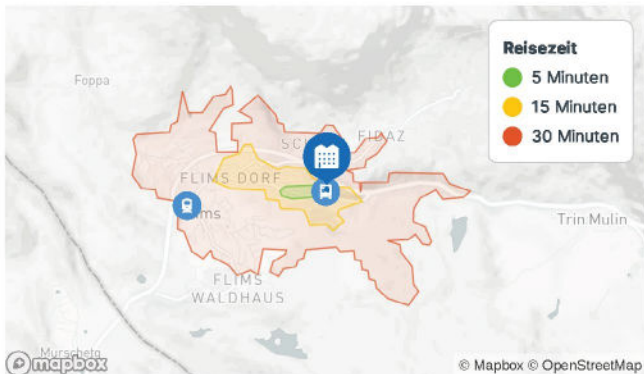 Reisezeit
5 Minuten
15 Minuten
30 Minuten
Foppa
FIDAZ
FLIMS DORF
Trin Mulin
FLIMS
WALDHAUS
Murschetg
mapbox
© Mapbox © OpenStreetMap